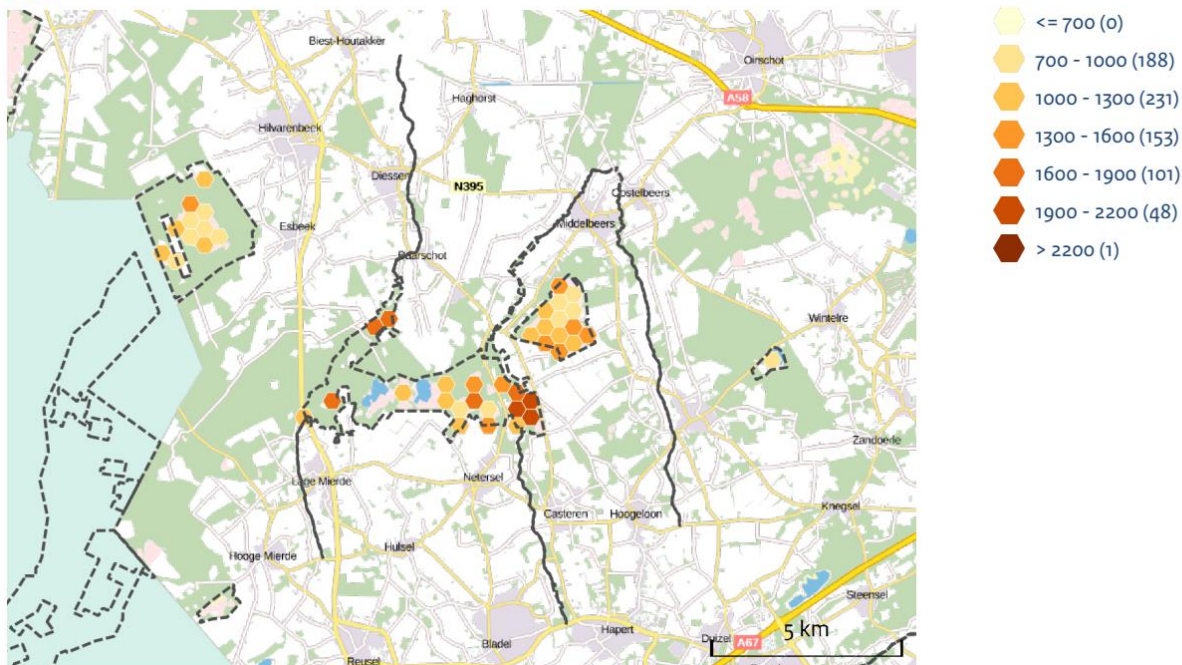 <= 700 (0)
700 - 1000 (188)
1000 - 1300 (231)
1300 - 1600 (153)
1600 - 1900 (101)
1900 - 2200 (48)
> 2200 (1)
Biest-Houtakker
Oirschot
Haghorst
A58
Hilvarenbeek
Diessen
N395
Oostelbeers
Middelbeers
Esbeek
Baarschot
Wintelre
Zandoerle
Lage Mierde
Netersel
Casteren
Hoogeloon
Knegsel
Hooge Mierde
Hulsel
Steensel
Bladel
Hapert
Duizel
A67
5 km
Reusel